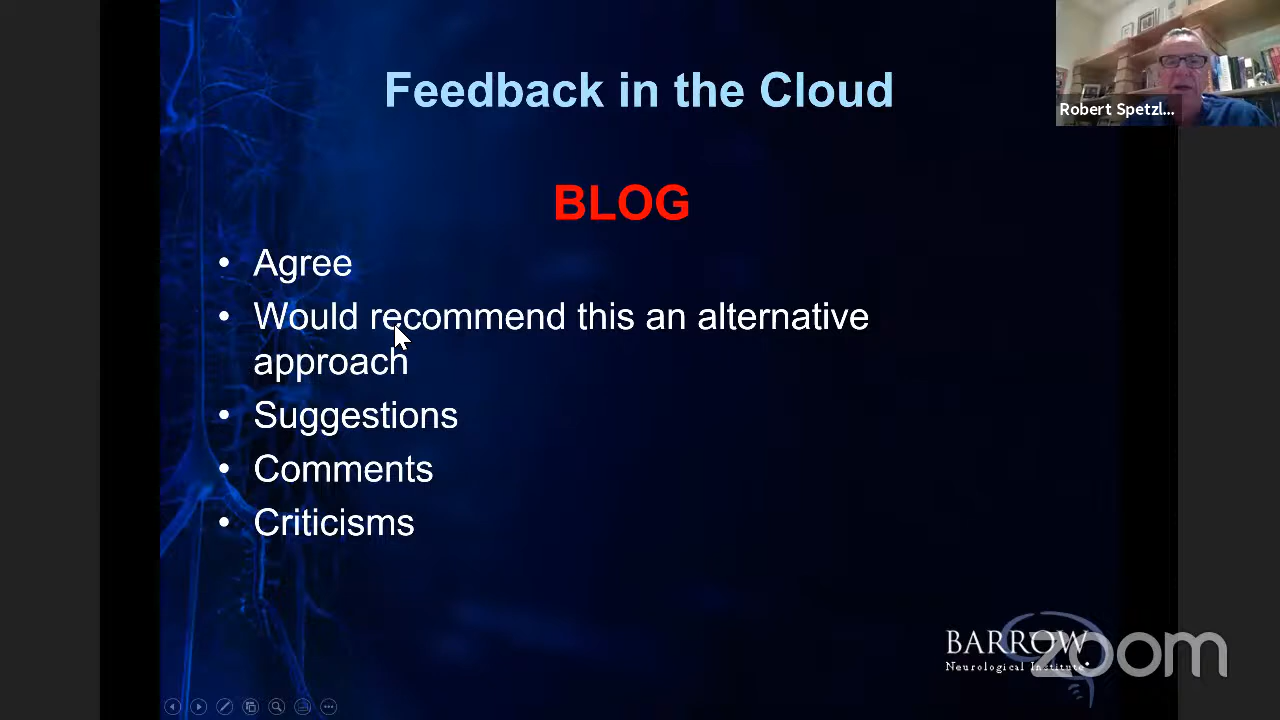 Feedback in the Cloud
Robert Spetzl...
BLOG
• Agree
• Would recommend this an alternative
approach
• Suggestions
• Comments
• Criticisms
BARROW
Neurological Institute
zoom